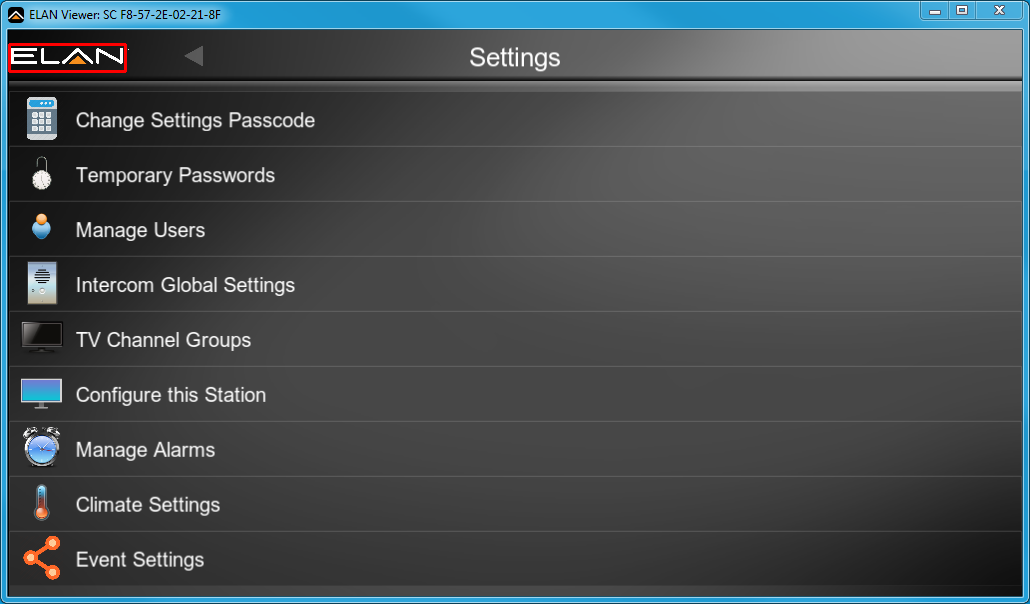 ELAN Viewer: SC F8-57-2E-02-21-8F
ELAN
Settings
Change Settings Passcode
Temporary Passwords
Manage Users
Intercom Global Settings
TV Channel Groups
Configure this Station
Manage Alarms
Climate Settings
Event Settings